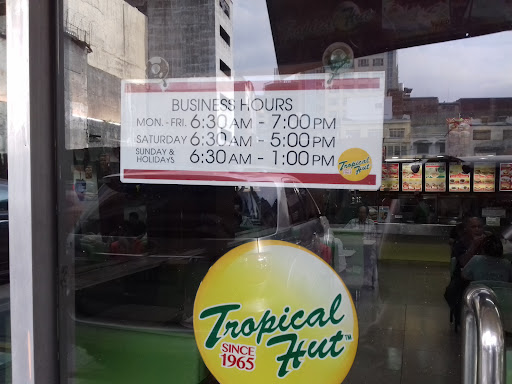 BUSINESS HOURS
MON. - FRI. 6:30 AM - 7:00 PM
SATURDAY 6:30 AM - 5:00 PM
SUNDAY & HOLIDAYS 6:30 AM - 1:00 PM
Tropical
Hut
Tropical
SINCE
1965
Hut™